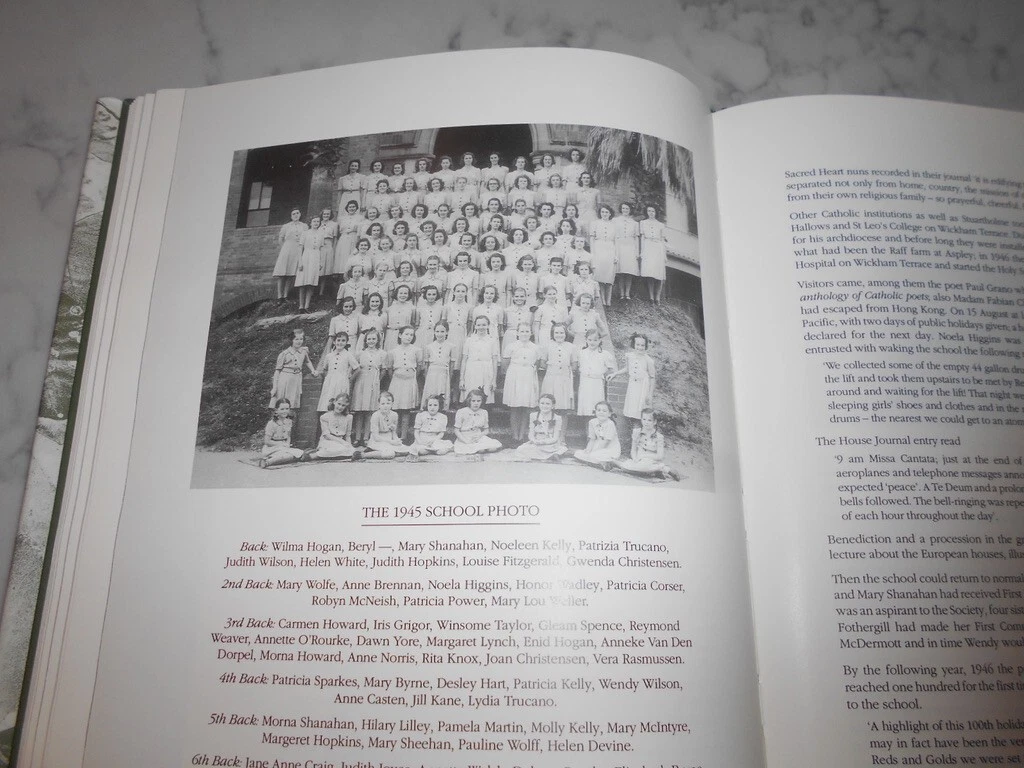 THE 1945 SCHOOL PHOTO
Back: Wilma Hogan, Beryl —, Mary Shanahan, Noeleen Kelly, Patrizia Trucano,
Judith Wilson, Helen White, Judith Hopkins, Louise Fitzgerald, Gwenda Christensen.
2nd Back: Mary Wolfe, Anne Brennan, Noela Higgins, Honor Wadley, Patricia Corser,
Robyn McNeish, Patricia Power, Mary Lou Weller.
3rd Back: Carmen Howard, Iris Grigor, Winsome Taylor, Gleam Spence, Reymond
Weaver, Annette O'Rourke, Dawn Yore, Margaret Lynch, Enid Hogan, Anneke Van Den
Dorpel, Morna Howard, Anne Norris, Rita Knox, Joan Christensen, Vera Rasmussen.
4th Back: Patricia Sparkes, Mary Byrne, Desley Hart, Patricia Kelly, Wendy Wilson,
Anne Casten, Jill Kane, Lydia Trucano.
5th Back: Morna Shanahan, Hilary Lilley, Pamela Martin, Molly Kelly, Mary McIntyre,
Margeret Hopkins, Mary Sheehan, Pauline Wolff, Helen Devine.
6th Back: Jane Anne Craig, Judith
Sacred Heart nuns recorded in their journal 'it is edifying
separated not only from home, country, the mission of
from their own religious family – so prayerful, cheerful,
Other Catholic institutions as well as Stuartholme
Hallows and St Leo's College on Wickham Terrace.
for his archdiocese and before long they were
what had been the Raff farm at Aspley, in 1946 the
Hospital on Wickham Terrace and started the Holy
Visitors came, among them the poet Paul Grano
anthology of Catholic poets; also Madam Fabian
had escaped from Hong Kong. On 15 August
Pacific, with two days of public holidays given; a
declared for the next day. Noela Higgins was
entrusted with waking the school the following
'We collected some of the empty 44 gallon
the lift and took them upstairs to be met by
around and waiting for the lift! That night
sleeping girls' shoes and clothes and in the
drums – the nearest we could get to an
The House Journal entry read
'9 am Missa Cantata; just at the end of
aeroplanes and telephone messages
expected 'peace'. A Te Deum and a
bells followed. The bell-ringing was
of each hour throughout the day'.
Benediction and a procession in the
lecture about the European houses,
Then the school could return to
and Mary Shanahan had received First
was an aspirant to the Society, four
Fothergill had made her First
McDermott and in time Wendy
By the following year, 1946 the
reached one hundred for the first
to the school.
'A highlight of this 100th
may in fact have been the
Reds and Golds we were